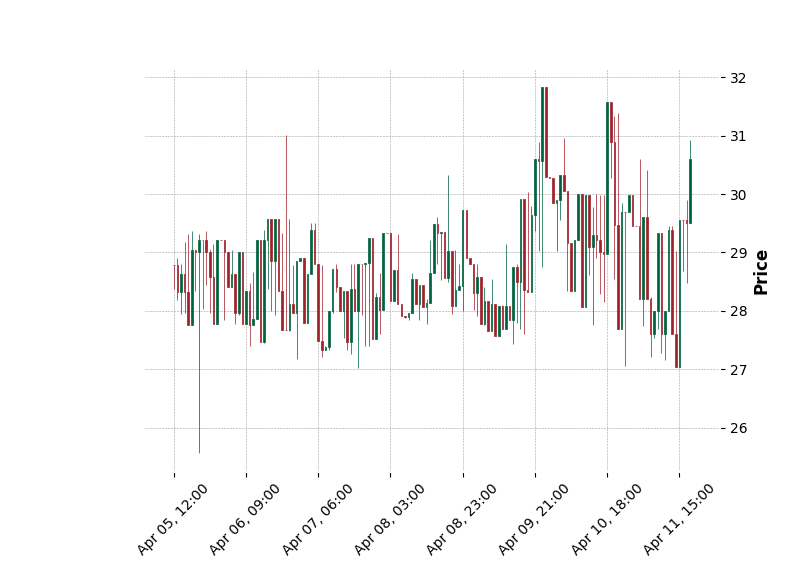 32
31
30
29
28
27
26
Price
Apr 05, 12:00
Apr 06, 09:00
Apr 07, 06:00
Apr 08, 03:00
Apr 08, 23:00
Apr 09, 21:00
Apr 10, 18:00
Apr 11, 15:00